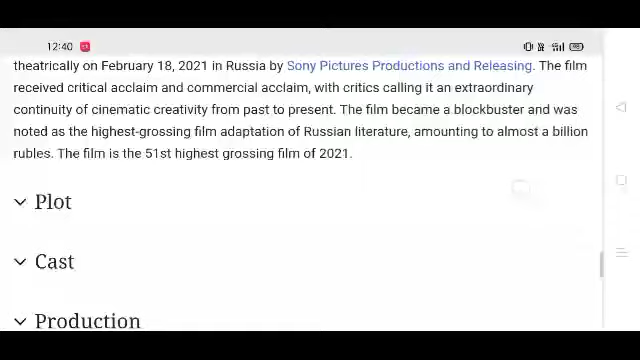 12:40
theatrically on February 18, 2021 in Russia by Sony Pictures Productions and Releasing. The film
received critical acclaim and commercial acclaim, with critics calling it an extraordinary
continuity of cinematic creativity from past to present. The film became a blockbuster and was
noted as the highest-grossing film adaptation of Russian literature, amounting to almost a billion
rubles. The film is the 51st highest grossing film of 2021.
Plot
Cast
Production